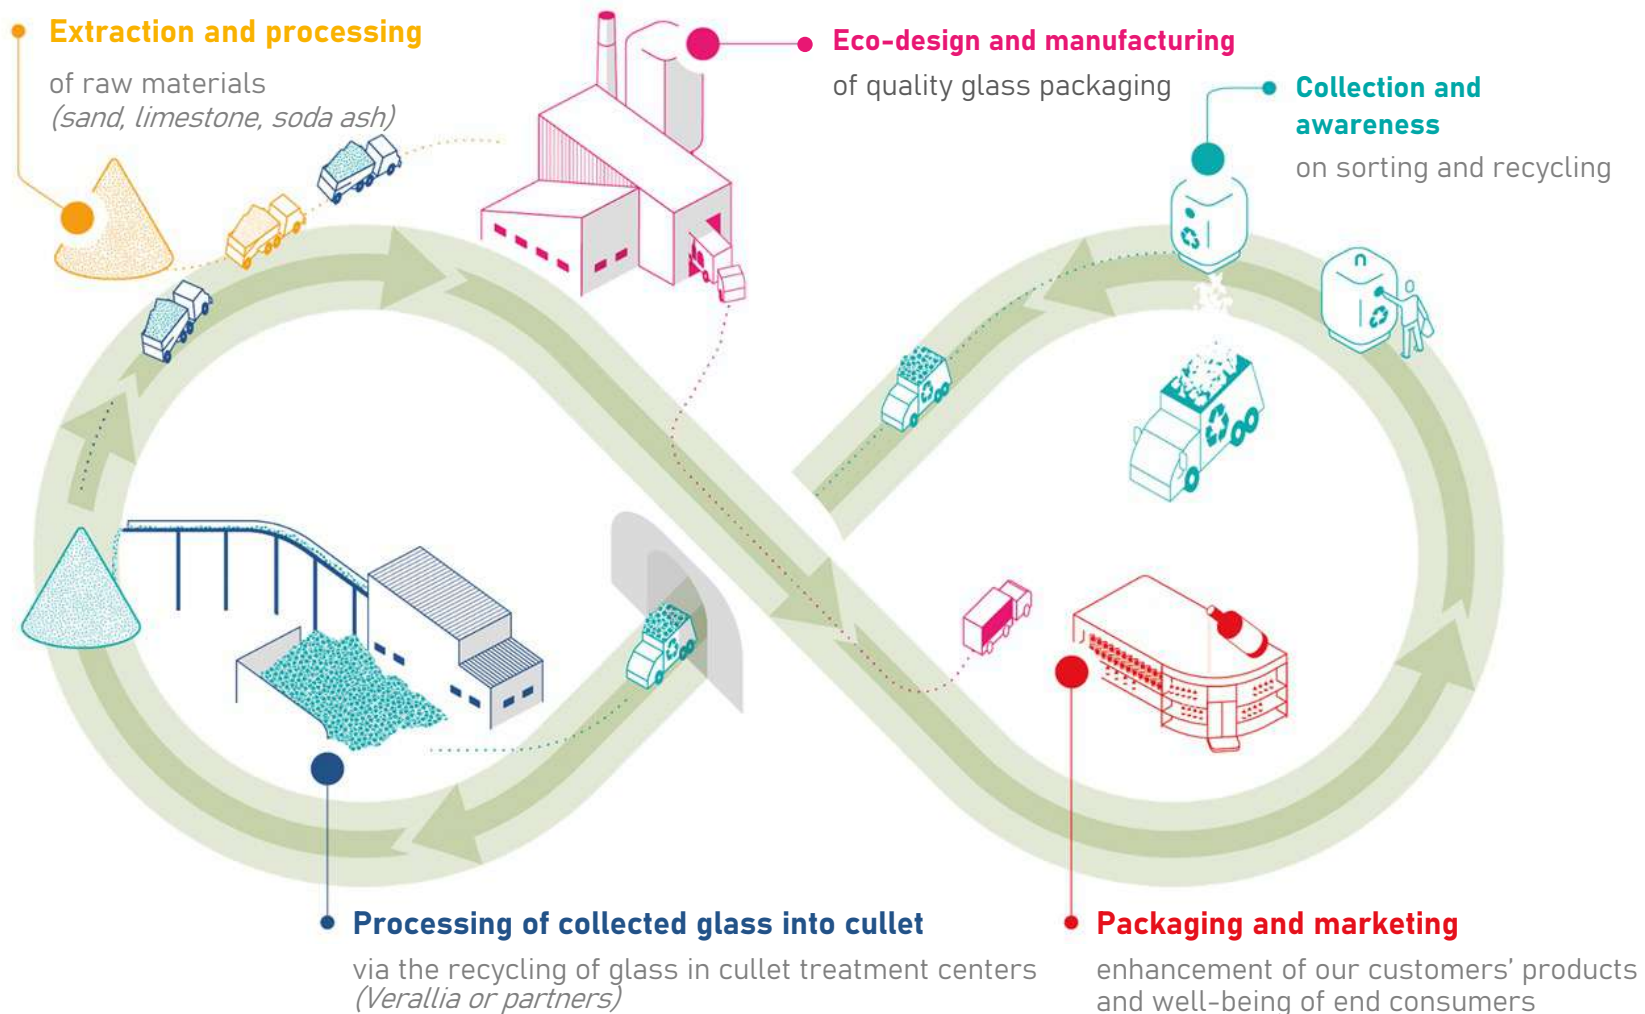 Extraction and processing
of raw materials
(sand, limestone, soda ash)
Eco-design and manufacturing
of quality glass packaging
Collection and
awareness
on sorting and recycling
Processing of collected glass into cullet
via the recycling of glass in cullet treatment centers
(Verallia or partners)
Packaging and marketing
enhancement of our customers’ products
and well-being of end consumers